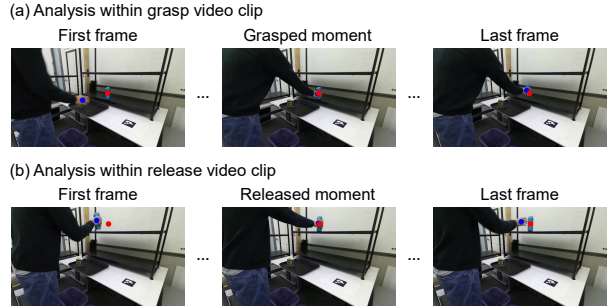 (a) Analysis within grasp video clip
First frame Grasped moment Last frame
... ...
(b) Analysis within release video clip
First frame Released moment Last frame
... ...